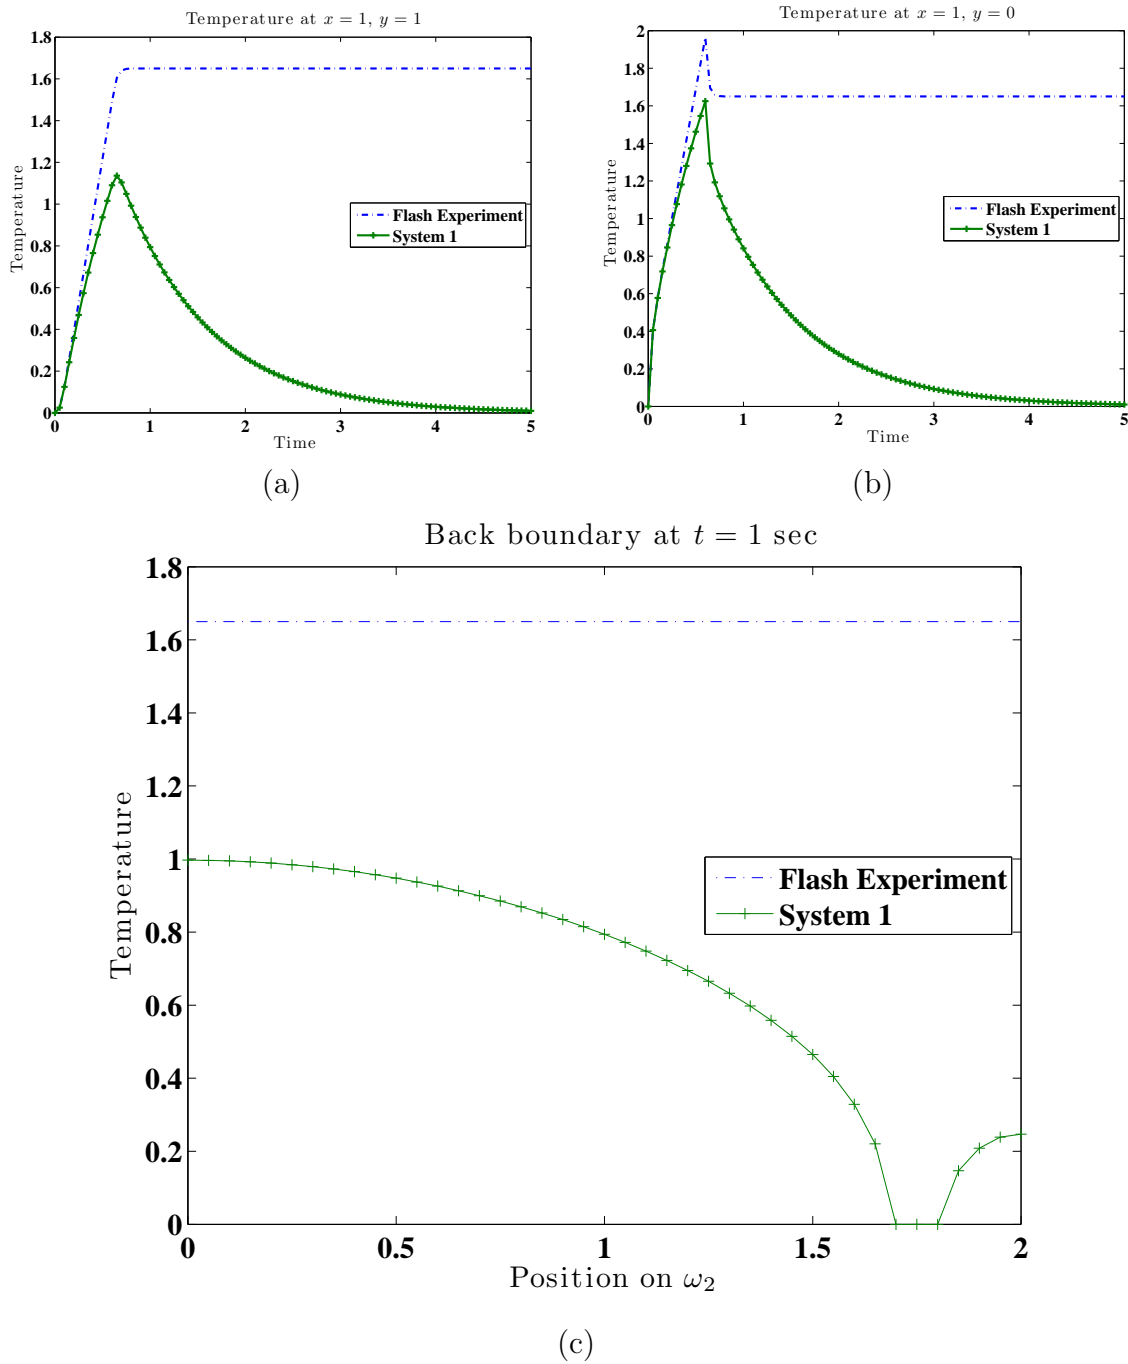 Temperature at x = 1, y = 1
1.8
1.6
1.4
1.2
1
0.8
0.6
0.4
0.2
0
Temperature
Flash Experiment
System 1
0 1 2 3 4 5
Time
(a)
Temperature at x = 1, y = 0
2
1.8
1.6
1.4
1.2
1
0.8
0.6
0.4
0.2
0
Temperature
Flash Experiment
System 1
0 1 2 3 4 5
Time
(b)
Back boundary at t = 1 sec
1.8
1.6
1.4
1.2
1
0.8
0.6
0.4
0.2
0
Temperature
Flash Experiment
System 1
0 0.5 1 1.5 2
Position on ω₂
(c)